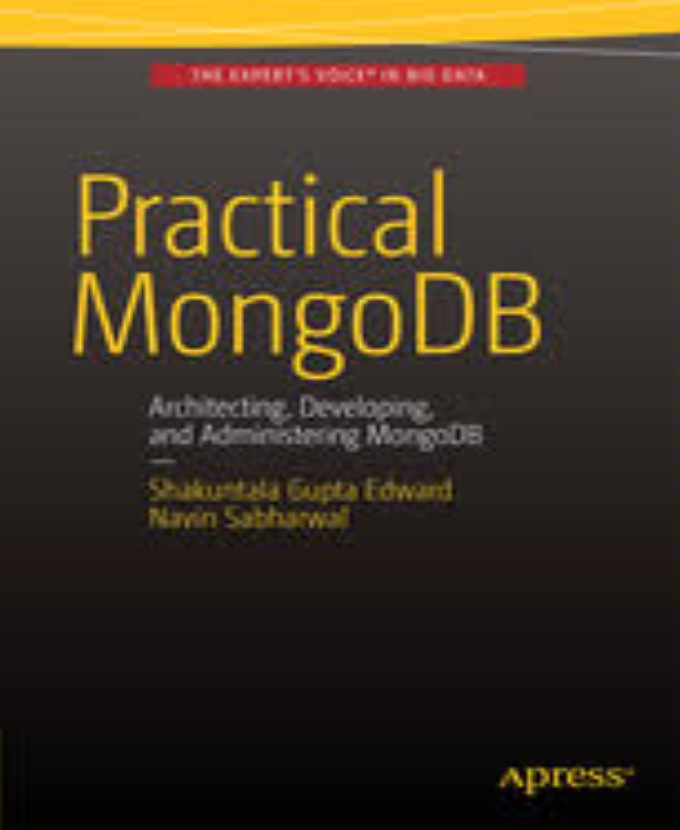 THE EXPERT'S VOICE® IN BIG DATA
Practical
MongoDB
Architecting, Developing,
and Administering MongoDB
—
Shakuntala Gupta Edward
Navin Sabharwal
Apress®